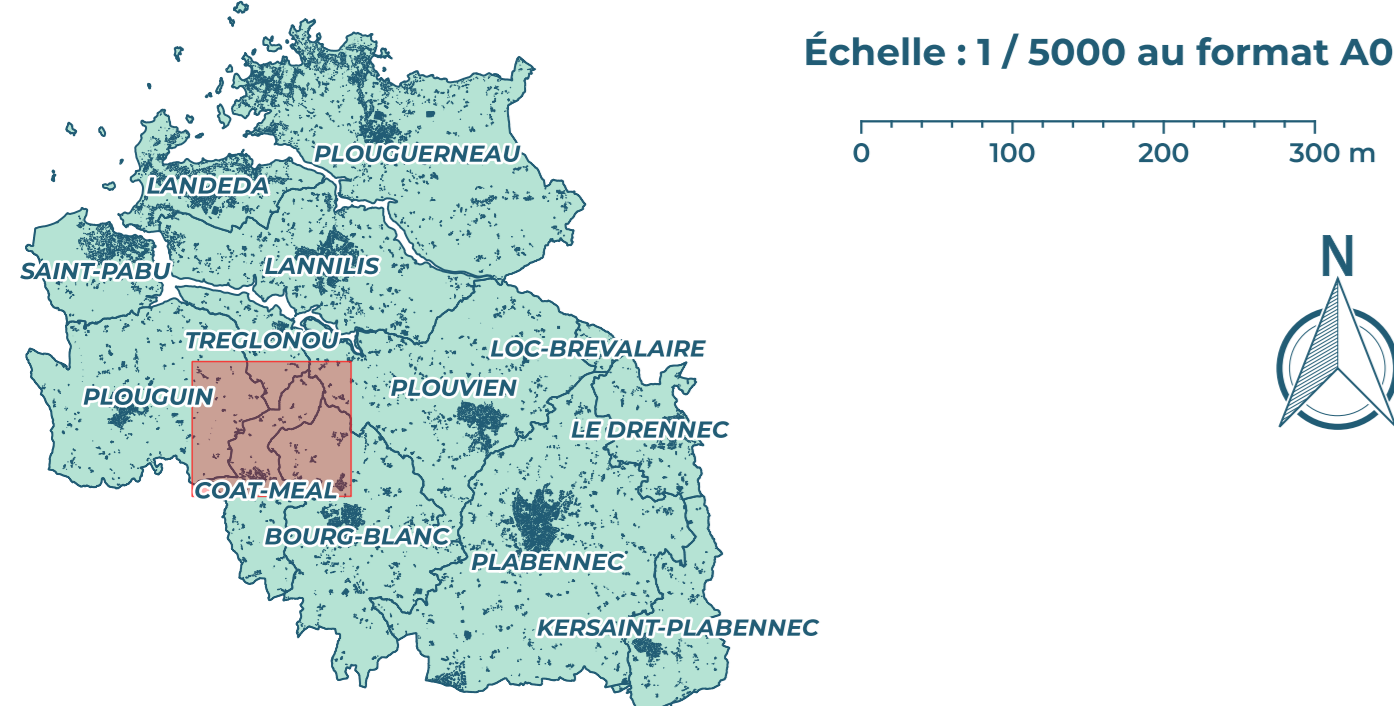 Échelle : 1 / 5000 au format A0
0 100 200 300 m
N
PLOUGUERNEAU
LANDEDA
LANNILIS
SAINT-PABU
TREGLONOU
LOC-BREVALAIRE
PLOUVIEN
PLOUGUIN
LE DRENNEC
COAT-MEAL
BOURG-BLANC
PLABENNEC
KERSAINT-PLABENNEC